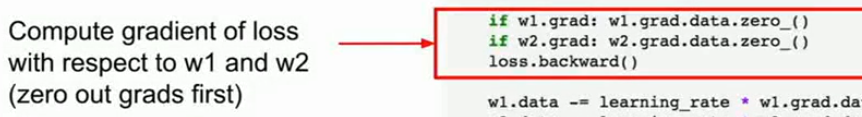 Compute gradient of loss
with respect to w1 and w2
(zero out grads first)
if w1.grad: w1.grad.data.zero_()
if w2.grad: w2.grad.data.zero_()
loss.backward()
w1.data -= learning_rate * w1.grad.da